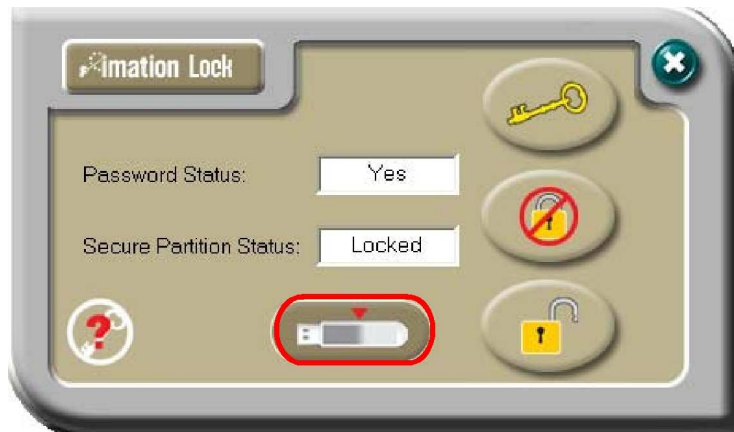 imation Lock
Password Status:
Yes
Secure Partition Status:
Locked
?